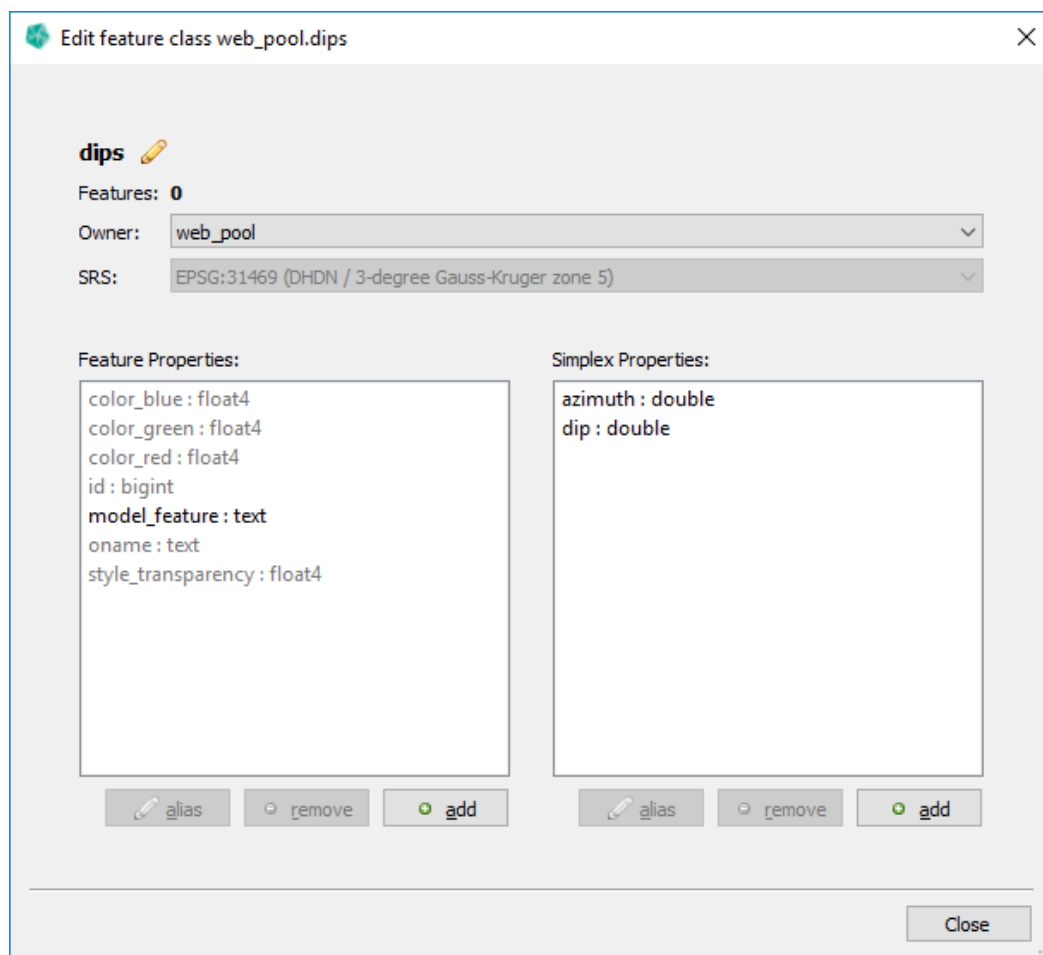 Edit feature class web_pool.dips
dips
Features: 0
Owner: web_pool
SRS: EPSG:31469 (DHDN / 3-degree Gauss-Kruger zone 5)
Feature Properties:
color_blue : float4
color_green : float4
color_red : float4
id : bigint
model_feature : text
oname : text
style_transparency : float4
alias remove add
Simplex Properties:
azimuth : double
dip : double
alias remove add
Close